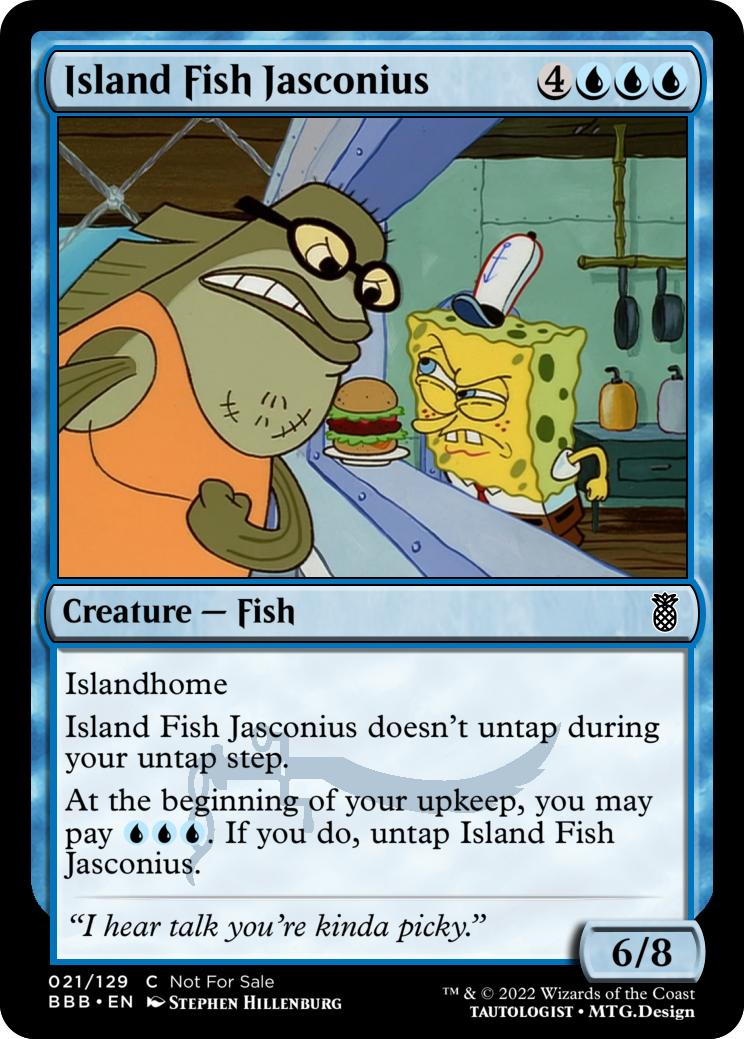 Island Fish Jasconius 4
Creature — Fish
Islandhome
Island Fish Jasconius doesn't untap during
your untap step.
At the beginning of your upkeep, you may
pay . If you do, untap Island Fish
Jasconius.
"I hear talk you're kinda picky."
6/8
021/129 C Not For Sale
BBB • EN STEPHEN HILLENBURG
™ & © 2022 Wizards of the Coast
TAUTOLOGIST • MTG.Design